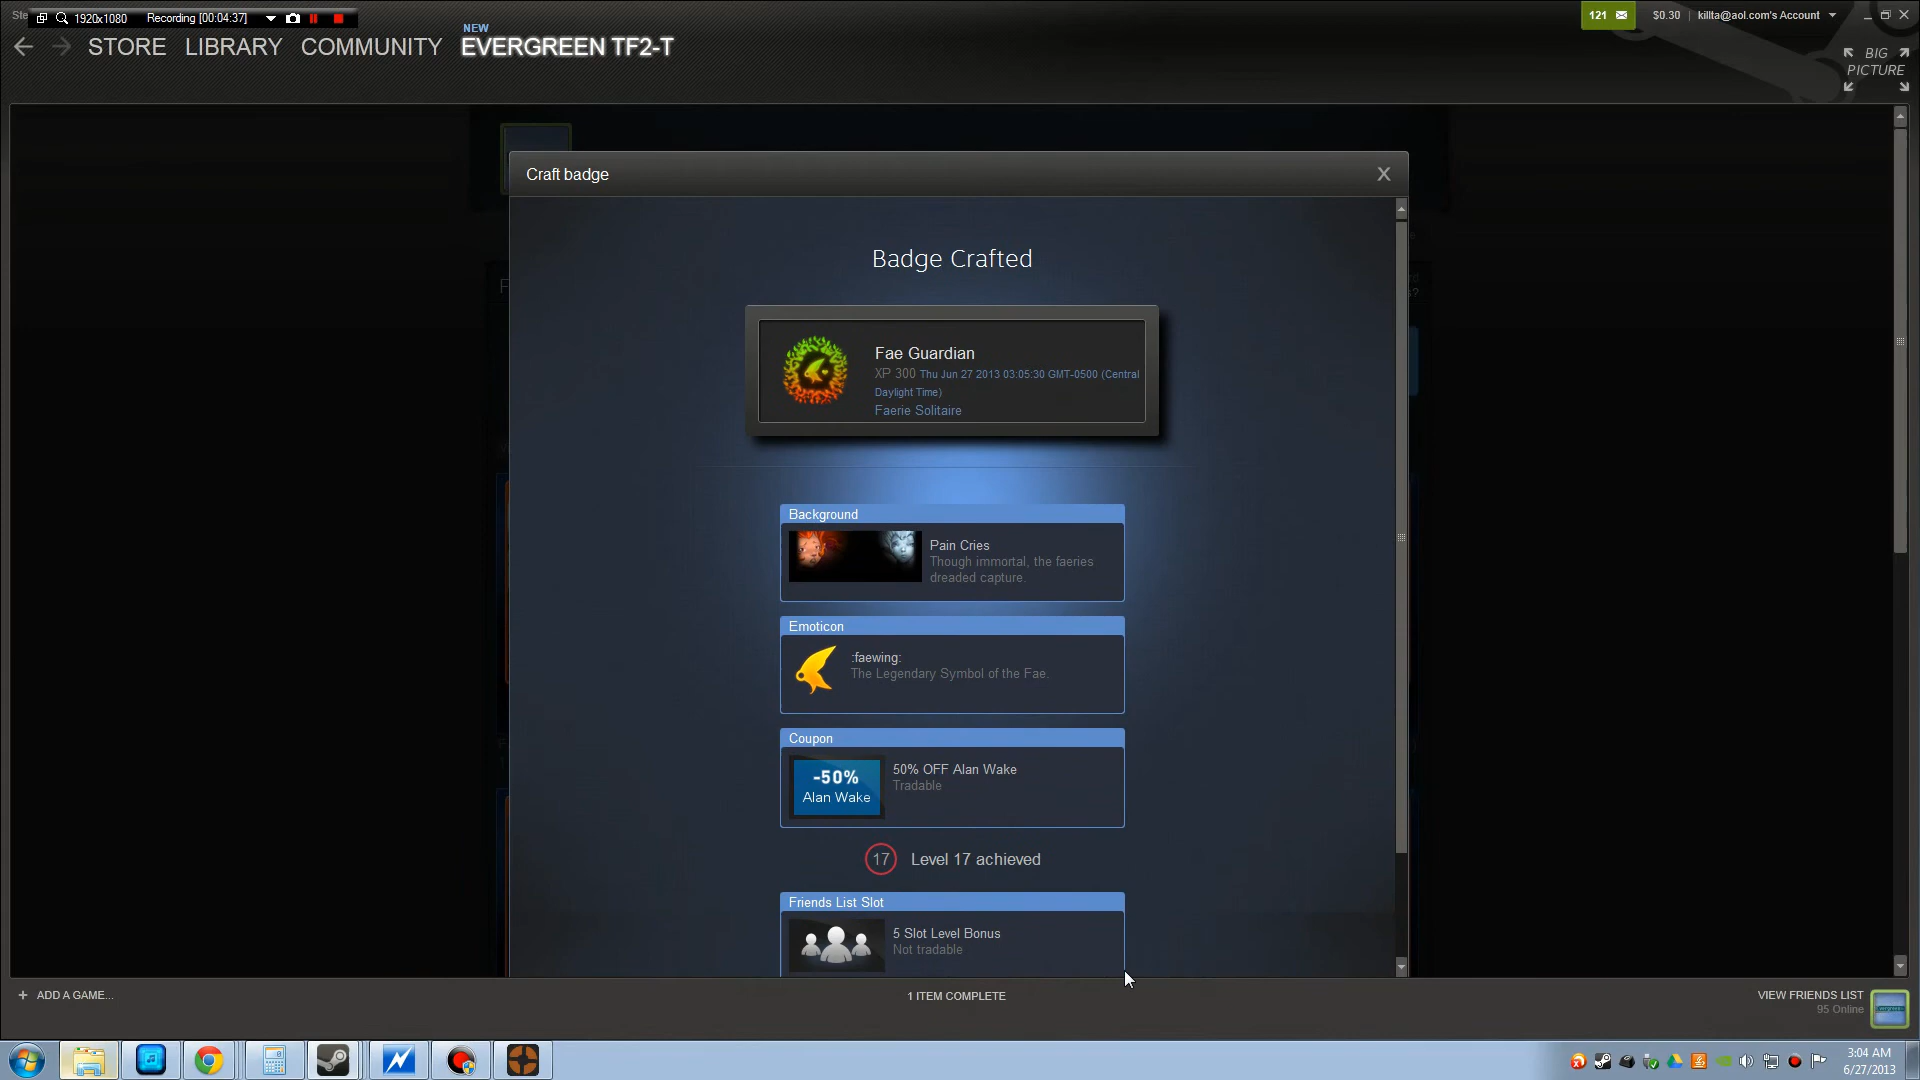 Ste
1920x1080 Recording [00:04:37]
121 $0.30 killta@aol.com's Account
NEW
STORE LIBRARY COMMUNITY EVERGREEN TF2-T
BIG
PICTURE
Craft badge X
Badge Crafted
Fae Guardian
XP 300 Thu Jun 27 2013 03:05:30 GMT-0500 (Central
Daylight Time)
Faerie Solitaire
Background
Pain Cries
Though immortal, the faeries
dreaded capture.
Emoticon
:faewing:
The Legendary Symbol of the Fae.
Coupon
-50%
Alan Wake
50% OFF Alan Wake
Tradable
17 Level 17 achieved
Friends List Slot
5 Slot Level Bonus
Not tradable
+ ADD A GAME...
1 ITEM COMPLETE
VIEW FRIENDS LIST
95 Online
3:04 AM
6/27/2013